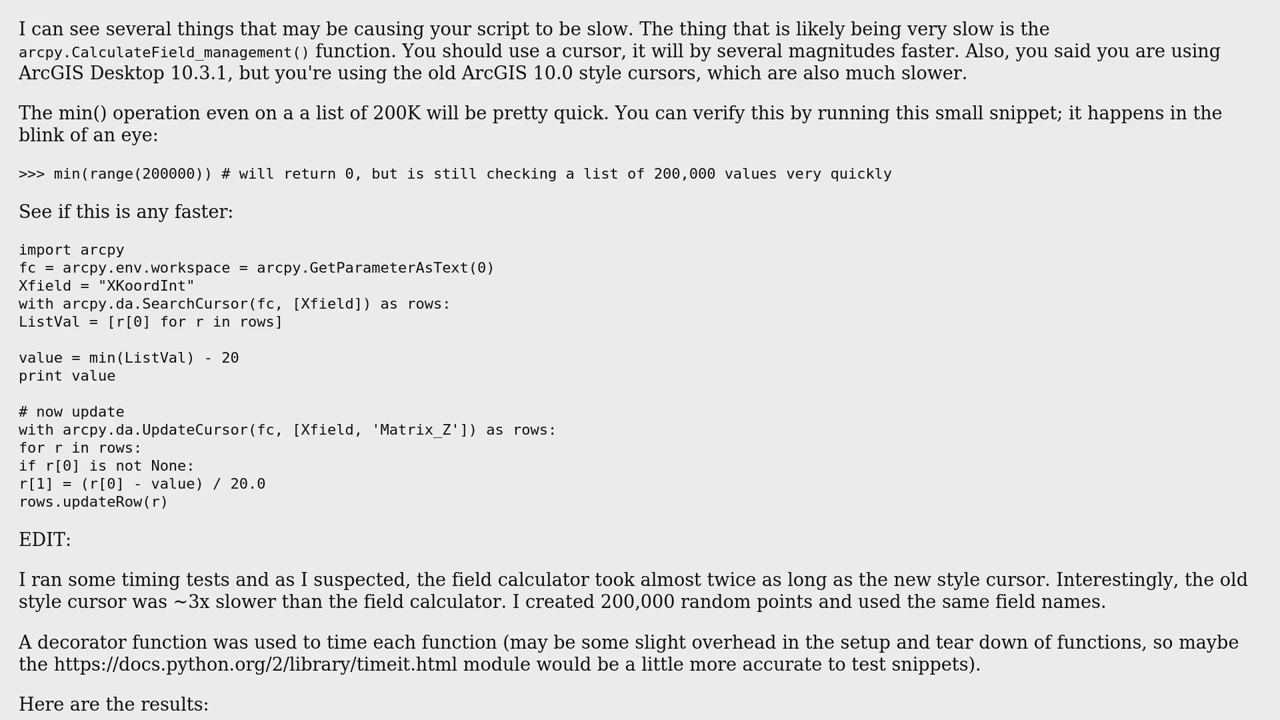 I can see several things that may be causing your script to be slow. The thing that is likely being very slow is the
arcpy.CalculateField_management() function. You should use a cursor, it will by several magnitudes faster. Also, you said you are using
ArcGIS Desktop 10.3.1, but you're using the old ArcGIS 10.0 style cursors, which are also much slower.
The min() operation even on a a list of 200K will be pretty quick. You can verify this by running this small snippet; it happens in the
blink of an eye:
>>> min(range(200000)) # will return 0, but is still checking a list of 200,000 values very quickly
See if this is any faster:
import arcpy
fc = arcpy.env.workspace = arcpy.GetParameterAsText(0)
Xfield = "XKoordInt"
with arcpy.da.SearchCursor(fc, [Xfield]) as rows:
ListVal = [r[0] for r in rows]
value = min(ListVal) - 20
print value
# now update
with arcpy.da.UpdateCursor(fc, [Xfield, 'Matrix_Z']) as rows:
for r in rows:
if r[0] is not None:
r[1] = (r[0] - value) / 20.0
rows.updateRow(r)
EDIT:
I ran some timing tests and as I suspected, the field calculator took almost twice as long as the new style cursor. Interestingly, the old
style cursor was ~3x slower than the field calculator. I created 200,000 random points and used the same field names.
A decorator function was used to time each function (may be some slight overhead in the setup and tear down of functions, so maybe
the https://docs.python.org/2/library/timeit.html module would be a little more accurate to test snippets).
Here are the results: